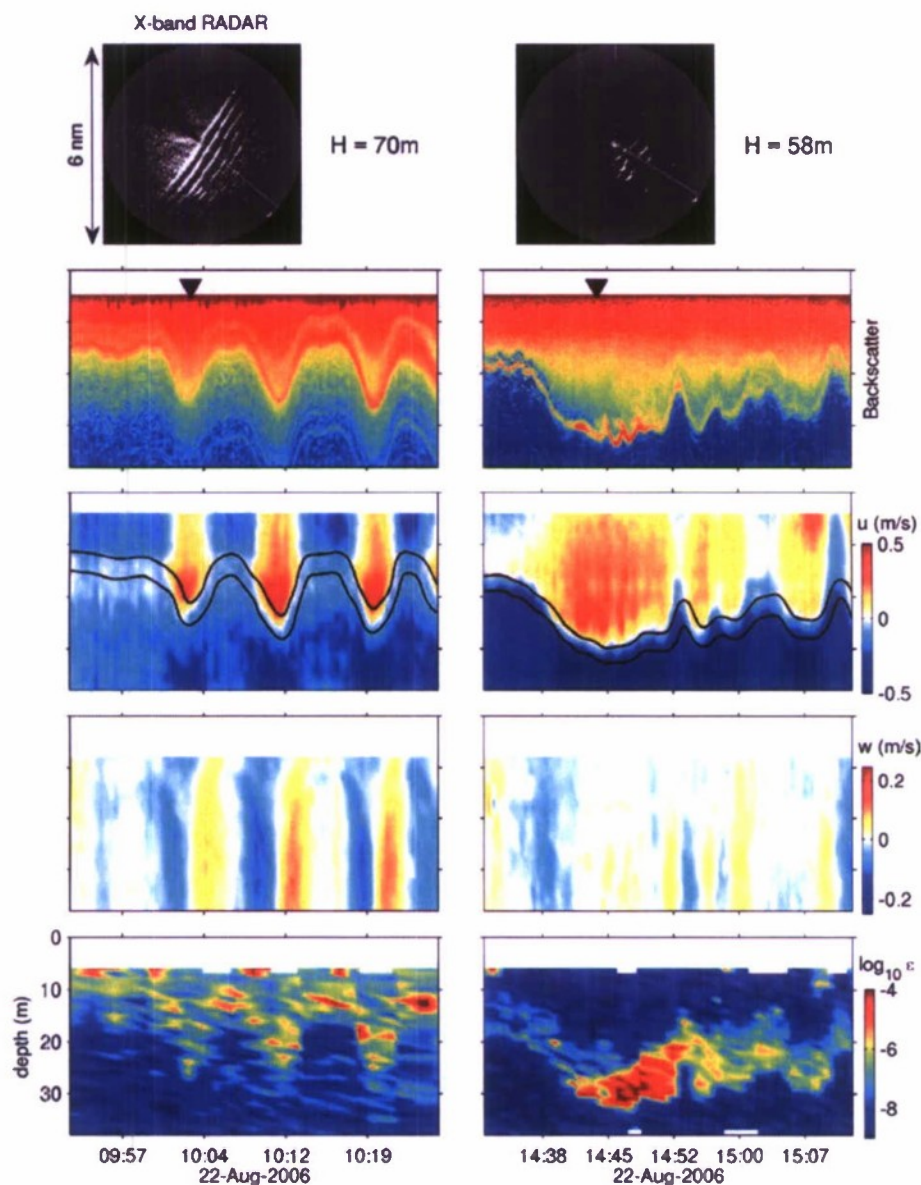 X-band RADAR
6 nm
H = 70m
H = 58m
Backscatter
u (m/s)
0.5
0
-0.5
w (m/s)
0.2
0
-0.2
log10 ε
-4
-6
-8
0
10
20
30
depth (m)
09:57 10:04 10:12 10:19
22-Aug-2006
14:38 14:45 14:52 15:00 15:07
22-Aug-2006